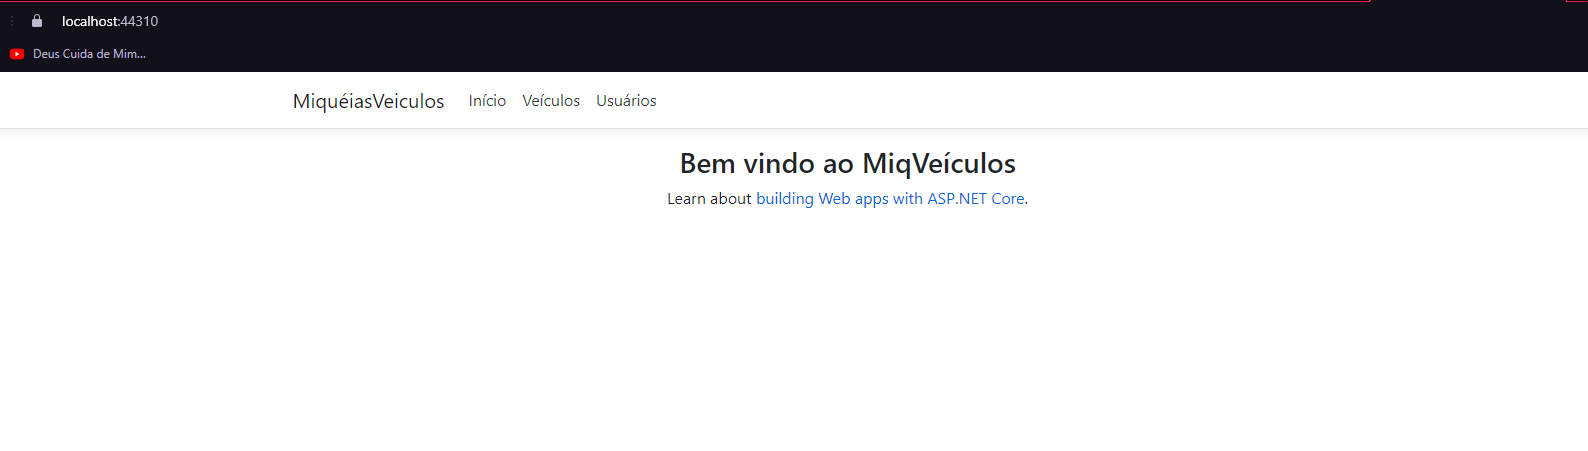 localhost:44310
Deus Cuida de Mim...
MiquéiasVeiculos Início Veículos Usuários
Bem vindo ao MiqVeículos
Learn about building Web apps with ASP.NET Core.